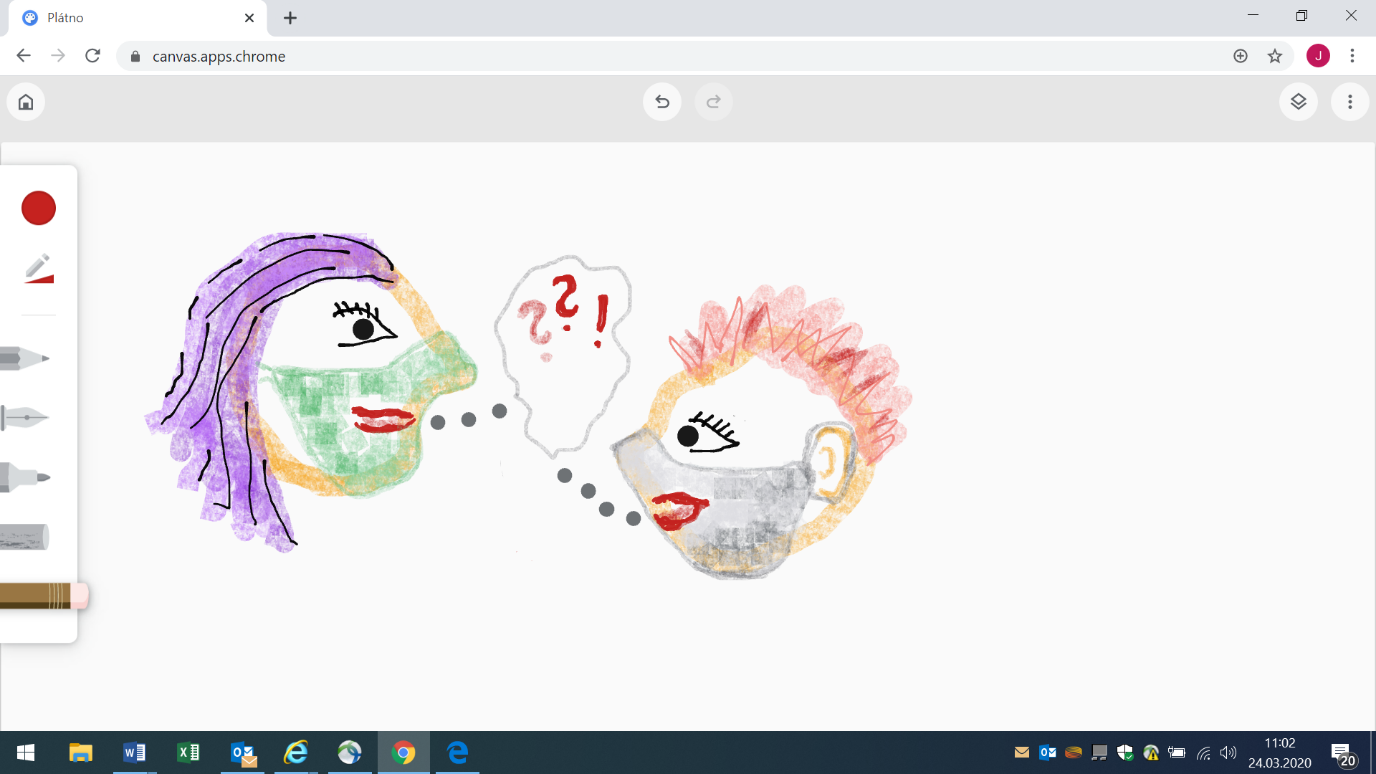 Plátno
canvas.apps.chrome
J
? ? !
11:02
24.03.2020
20